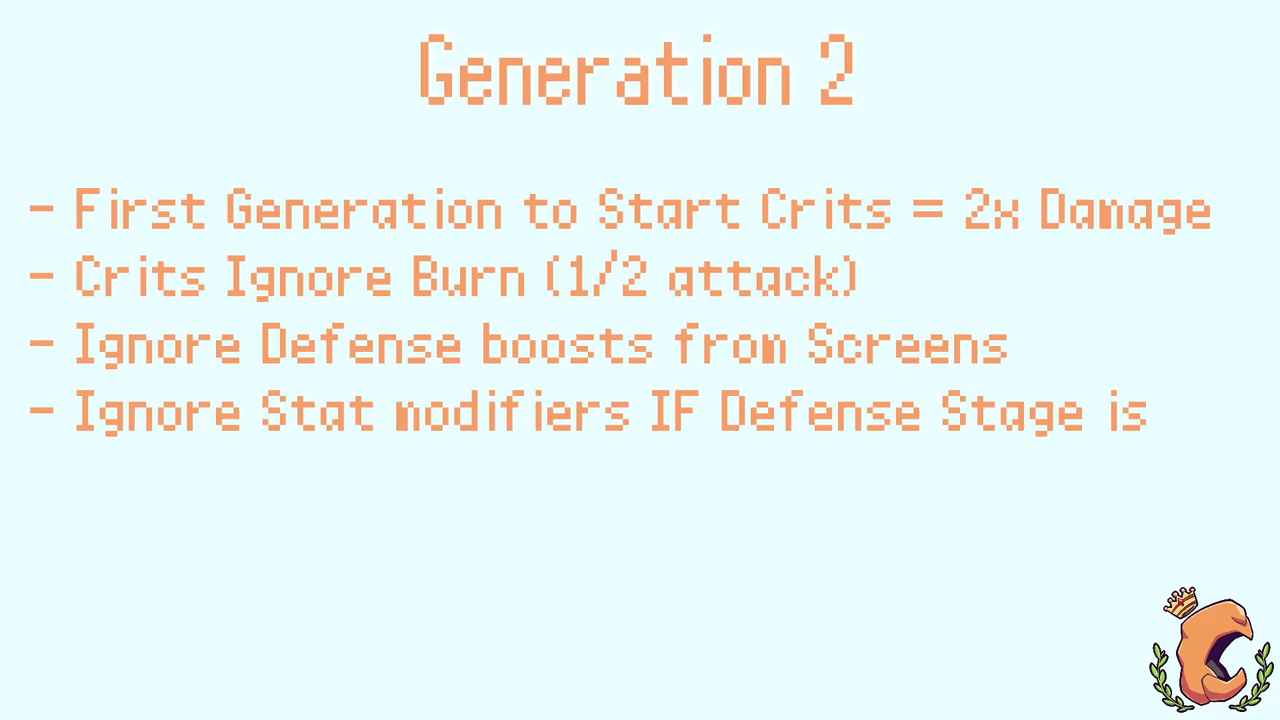 Generation 2
- First Generation to Start Crits = 2x Damage
- Crits Ignore Burn (1/2 attack)
- Ignore Defense boosts from Screens
- Ignore Stat modifiers IF Defense Stage is